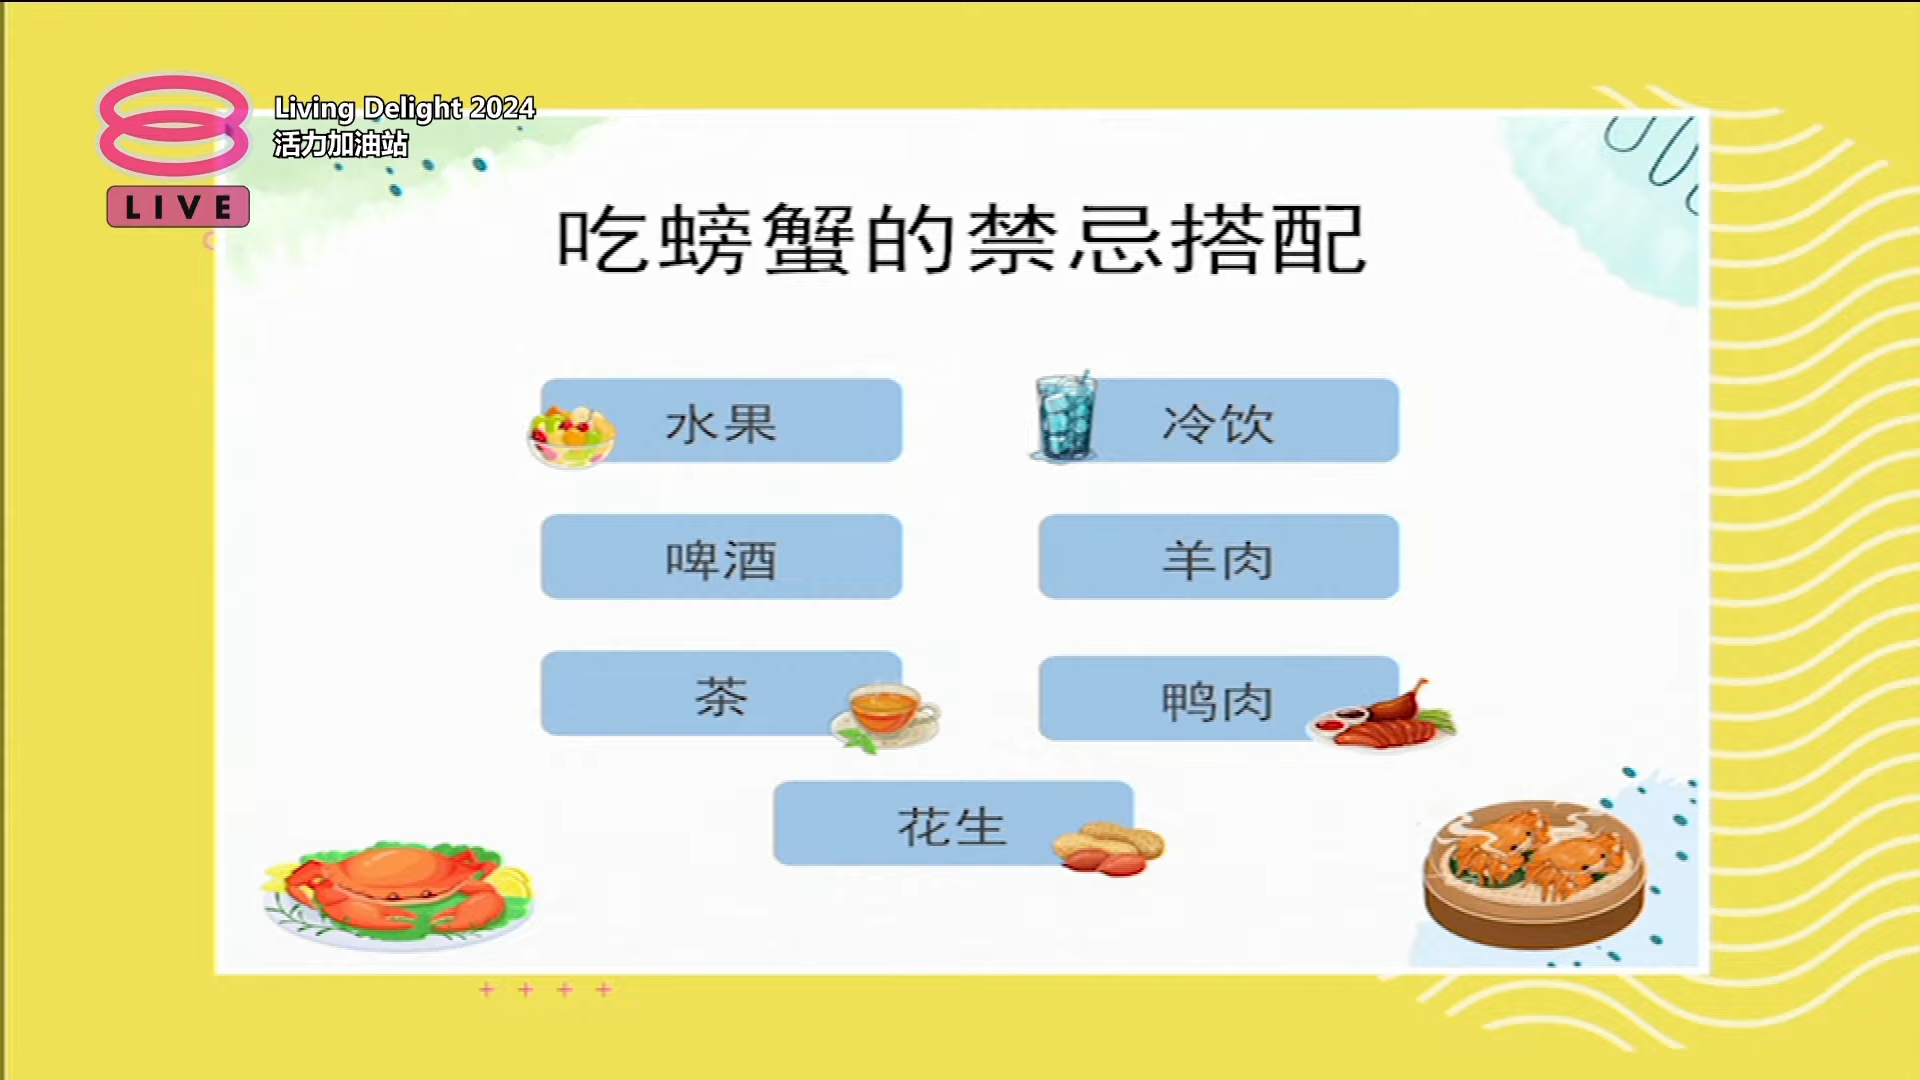 Living Delight 2024
活力加油站
LIVE
吃螃蟹的禁忌搭配
水果
冷饮
啤酒
羊肉
茶
鸭肉
花生